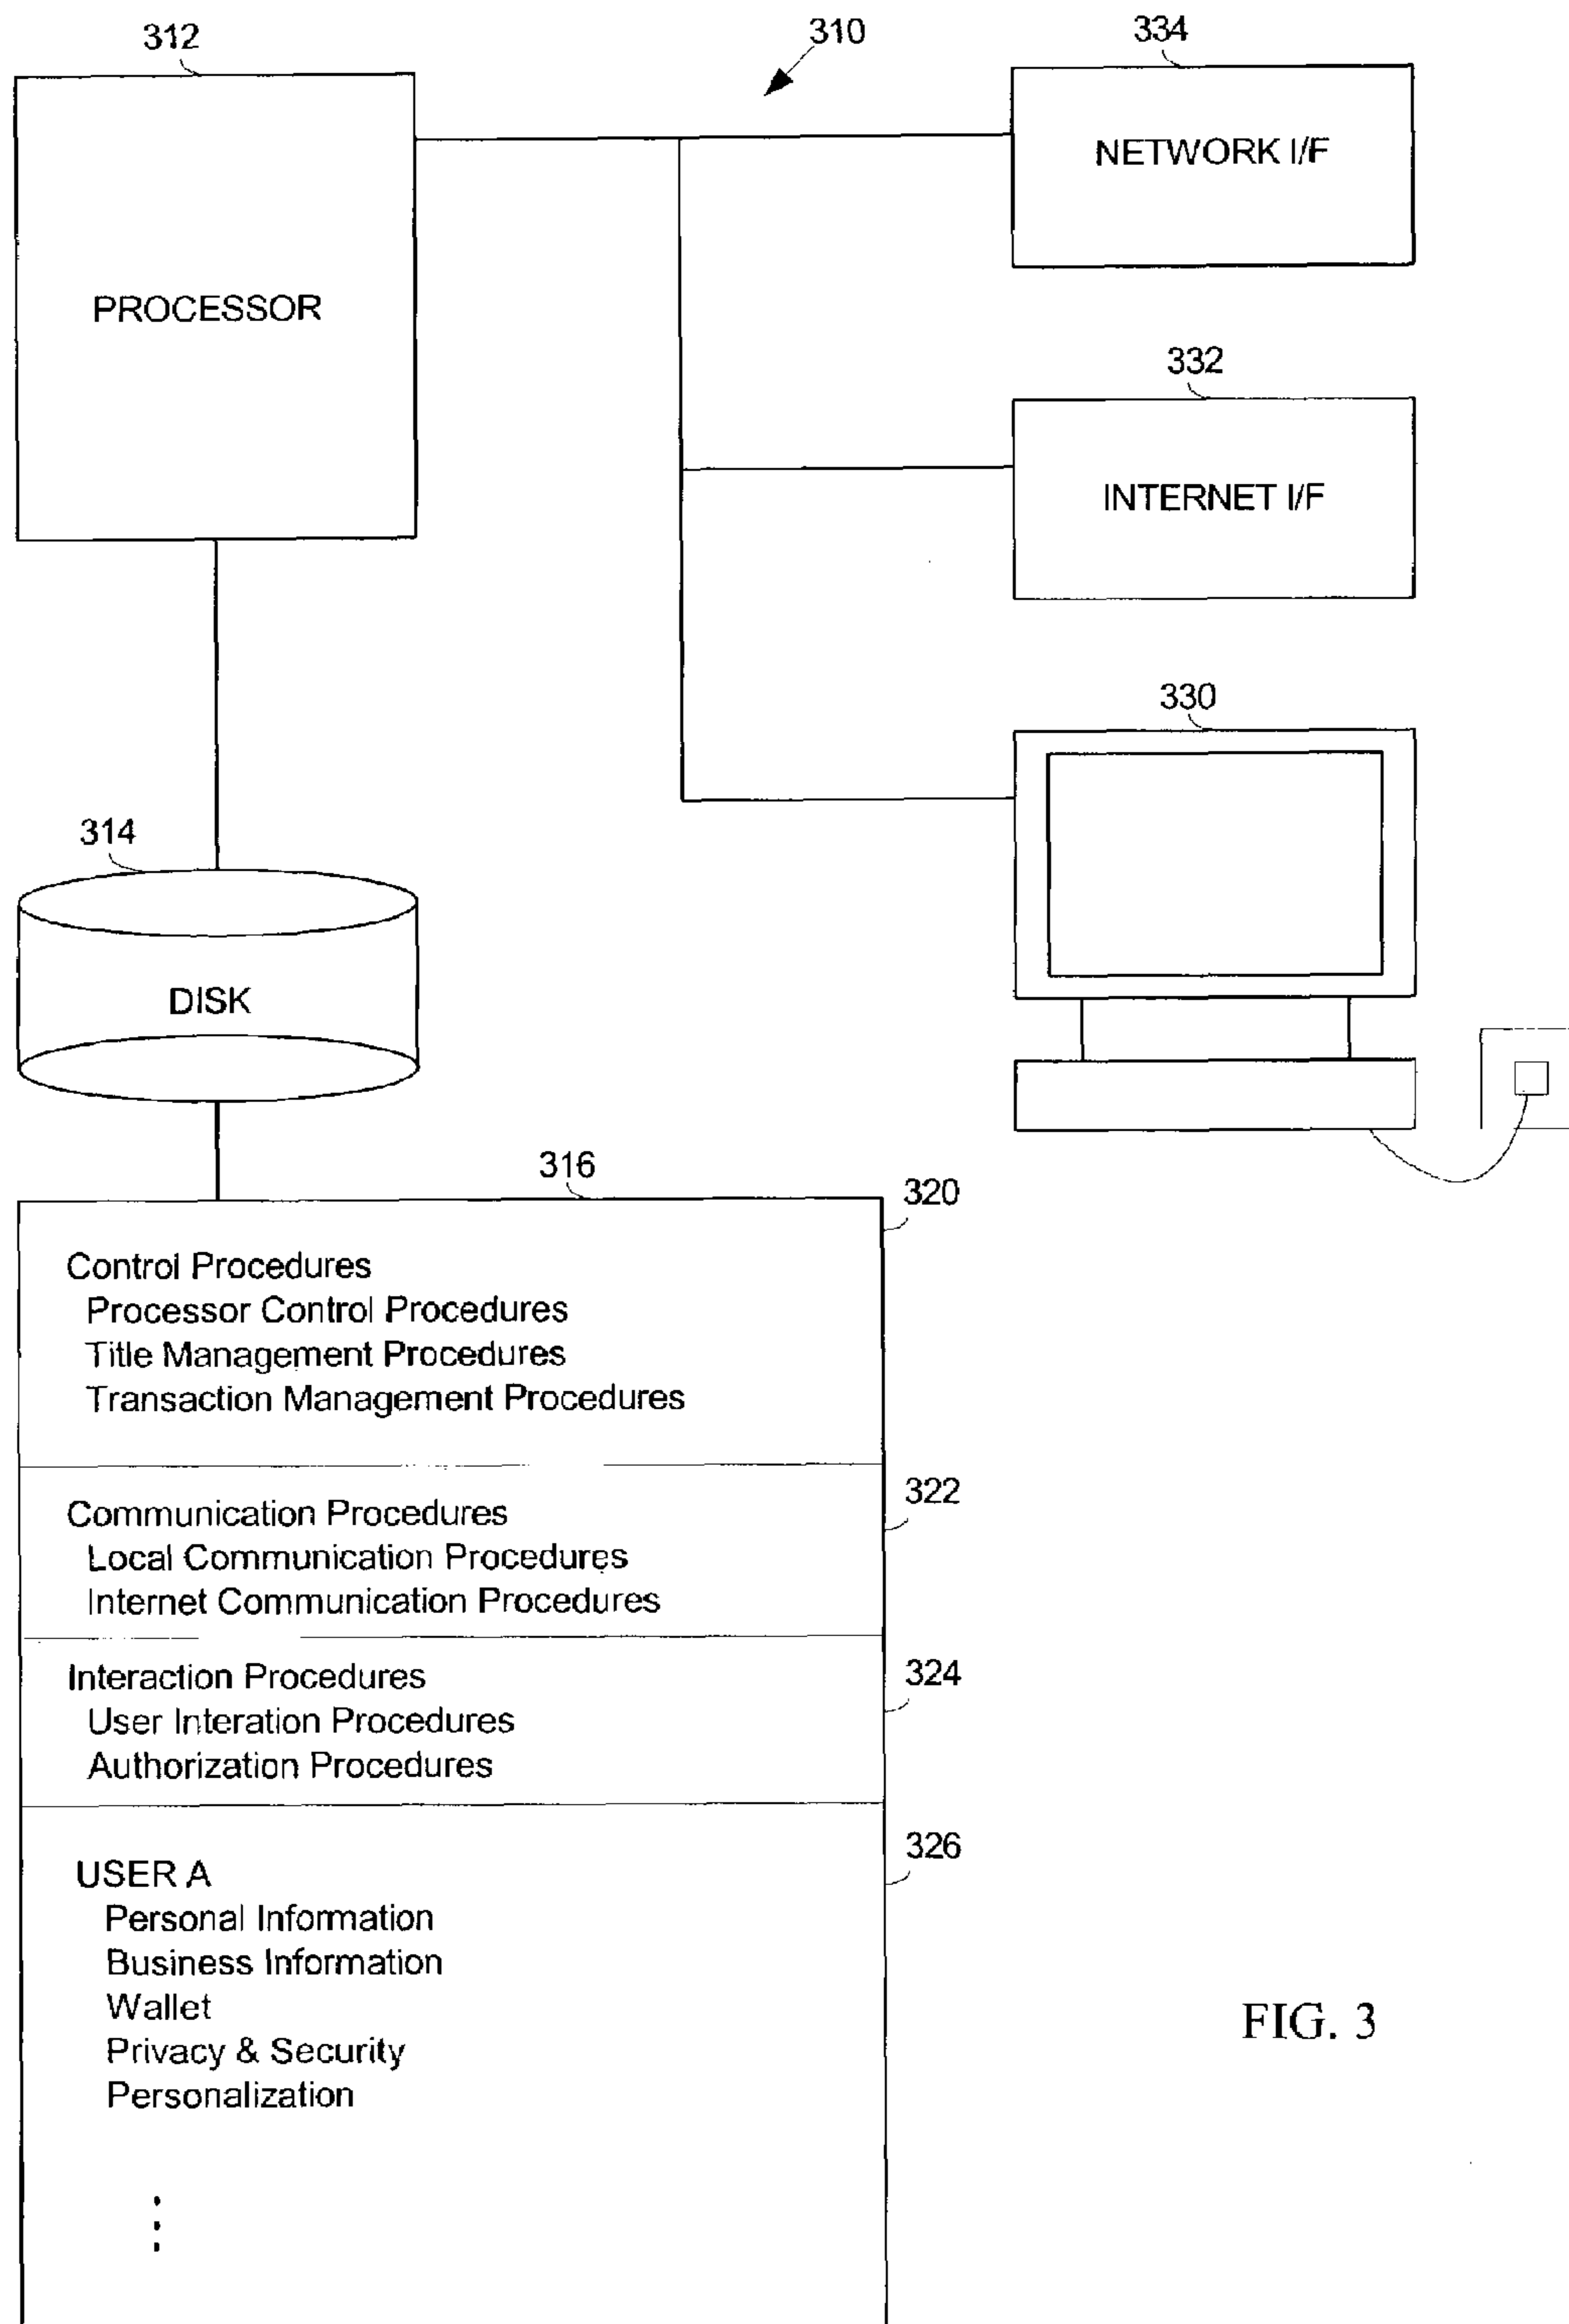 312
310
334
PROCESSOR
NETWORK I/F
332
INTERNET I/F
330
314
DISK
316
320
Control Procedures
Processor Control Procedures
Title Management Procedures
Transaction Management Procedures
322
Communication Procedures
Local Communication Procedures
Internet Communication Procedures
324
Interaction Procedures
User Interation Procedures
Authorization Procedures
326
USER A
Personal Information
Business Information
Wallet
Privacy & Security
Personalization
FIG. 3